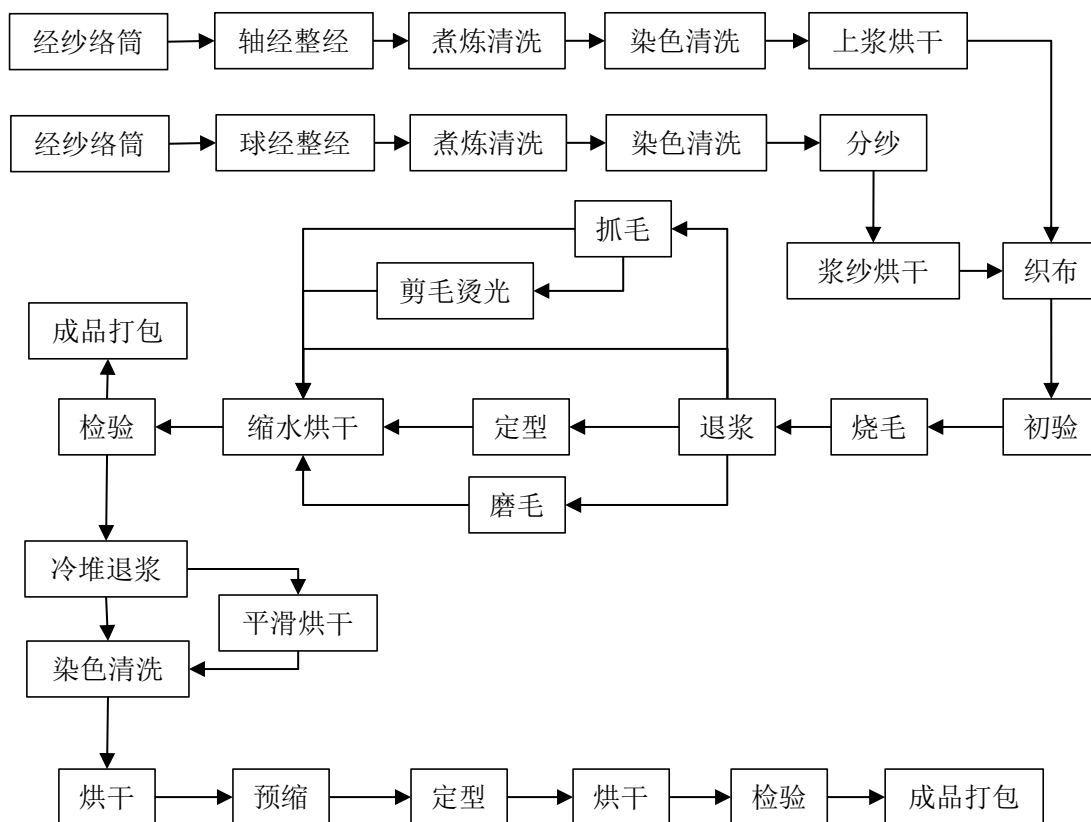 经纱络筒 轴经整经 煮炼清洗 染色清洗 上浆烘干
经纱络筒 球经整经 煮炼清洗 染色清洗 分纱
抓毛
浆纱烘干 织布
剪毛烫光
成品打包
检验 缩水烘干 定型 退浆 烧毛 初验
磨毛
冷堆退浆
平滑烘干
染色清洗
烘干 预缩 定型 烘干 检验 成品打包